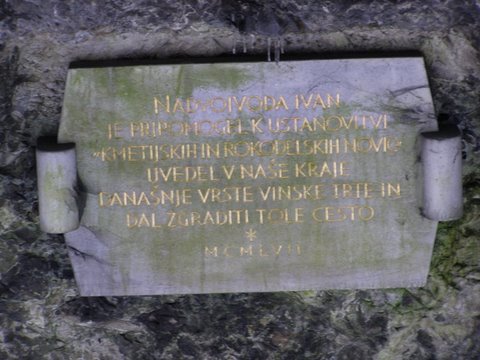 NADVOJVODA IVAN
JE PRIPOMOGEL K USTANOVITVI
»KMETIJSKIH IN ROKODELSKIH NOVIC«
UVEDEL V NAŠE KRAJE
DANAŠNJE VRSTE VINSKE TRTE IN
DAL ZGRADITI TOLE CESTO
*
MCMLVII